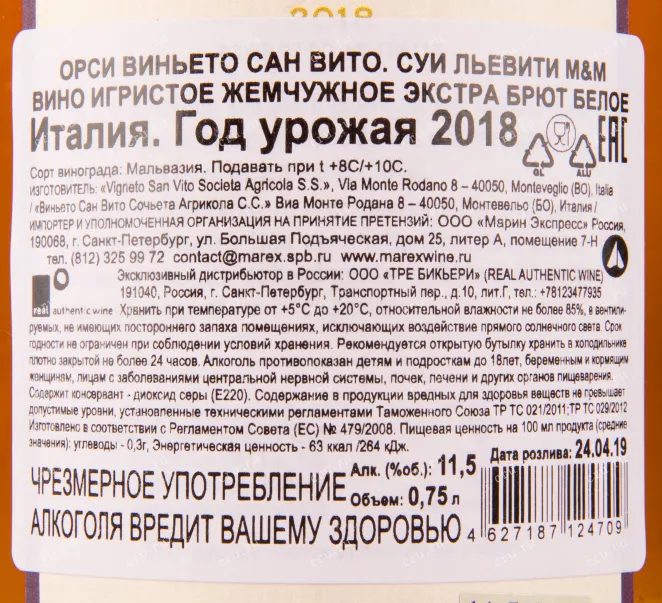 2018
ОРСИ ВИНЬЕТО САН ВИТО. СУИ ЛЬЕВИТИ M&M
ВИНО ИГРИСТОЕ ЖЕМЧУЖНОЕ ЭКСТРА БРЮТ БЕЛОЕ
Италия. Год урожая 2018
GL ALU EAC
Сорт винограда: Мальвазия. Подавать при t +8C/+10C.
ИЗГОТОВИТЕЛЬ: «Vigneto San Vito Societa Agricola S.S.», Via Monte Rodano 8 – 40050, Monteveglio (BO), Italia
/ «Виньето Сан Вито Сочьета Агрикола С.С.» Виа Монте Родана 8 – 40050, Монтевельо (БО), Италия /
ИМПОРТЕР И УПОЛНОМОЧЕННАЯ ОРГАНИЗАЦИЯ НА ПРИНЯТИЕ ПРЕТЕНЗИЙ: ООО «Марин Экспресс» Россия,
190068, г. Санкт-Петербург, ул. Большая Подъяческая, дом 25, литер А, помещение 7-Н
тел. (812) 325 99 72 contact@marex.spb.ru www.marexwine.ru
Эксклюзивный дистрибьютор в России: ООО «ТРЕ БИКЬЕРИ» (REAL AUTHENTIC WINE)
191040, Россия, г. Санкт-Петербург, Транспортный пер., д.10, лит.Г, тел.: +78123477935
real authentic wine Хранить при температуре от +5°C до +20°C, относительной влажности не более 85%, в вентили-
руемых, не имеющих постороннего запаха помещениях, исключающих воздействие прямого солнечного света. Срок
годности не ограничен при соблюдении условий хранения. Рекомендуется открытую бутылку хранить в холодильнике
плотно закрытой не более 24 часов. Алкоголь противопоказан детям и подросткам до 18лет, беременным и кормящим
женщинам, лицам с заболеваниями центральной нервной системы, почек, печени и других органов пищеварения.
Содержит консервант - диоксид серы (E220). Содержание в продукции вредных для здоровья веществ не превышает
допустимые уровни, установленные техническими регламентами Таможенного Союза ТР ТС 021/2011;ТР ТС 029/2012
Изготовлено в соответствии с Регламентом Совета (ЕС) № 479/2008. Пищевая ценность на 100 мл продукта (средние
значения): углеводы - 0,3г, Энергетическая ценность - 63 ккал /264 кДж.
Дата розлива: 24.04.19
ЧРЕЗМЕРНОЕ УПОТРЕБЛЕНИЕ
АЛКОГОЛЯ ВРЕДИТ ВАШЕМУ ЗДОРОВЬЮ
Алк. (%об.): 11,5
Объем: 0,75 л
4 627187 124709